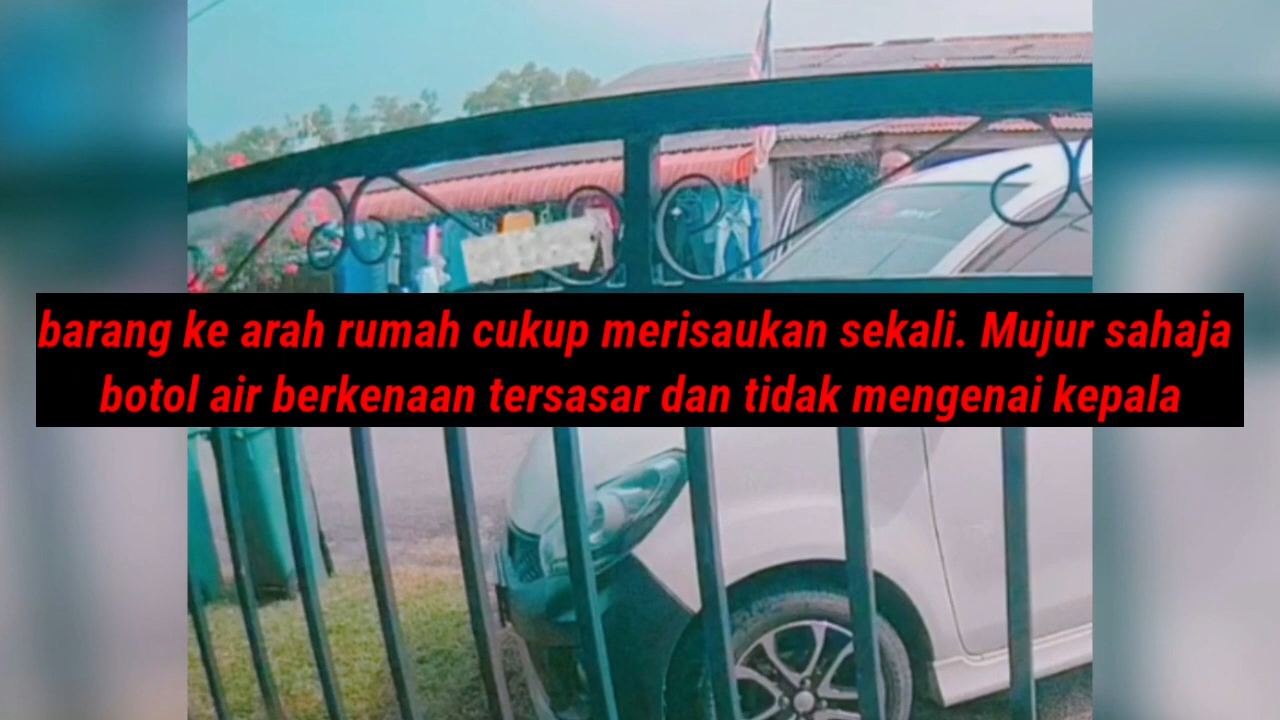 barang ke arah rumah cukup merisaukan sekali. Mujur sahaja
botol air berkenaan tersasar dan tidak mengenai kepala